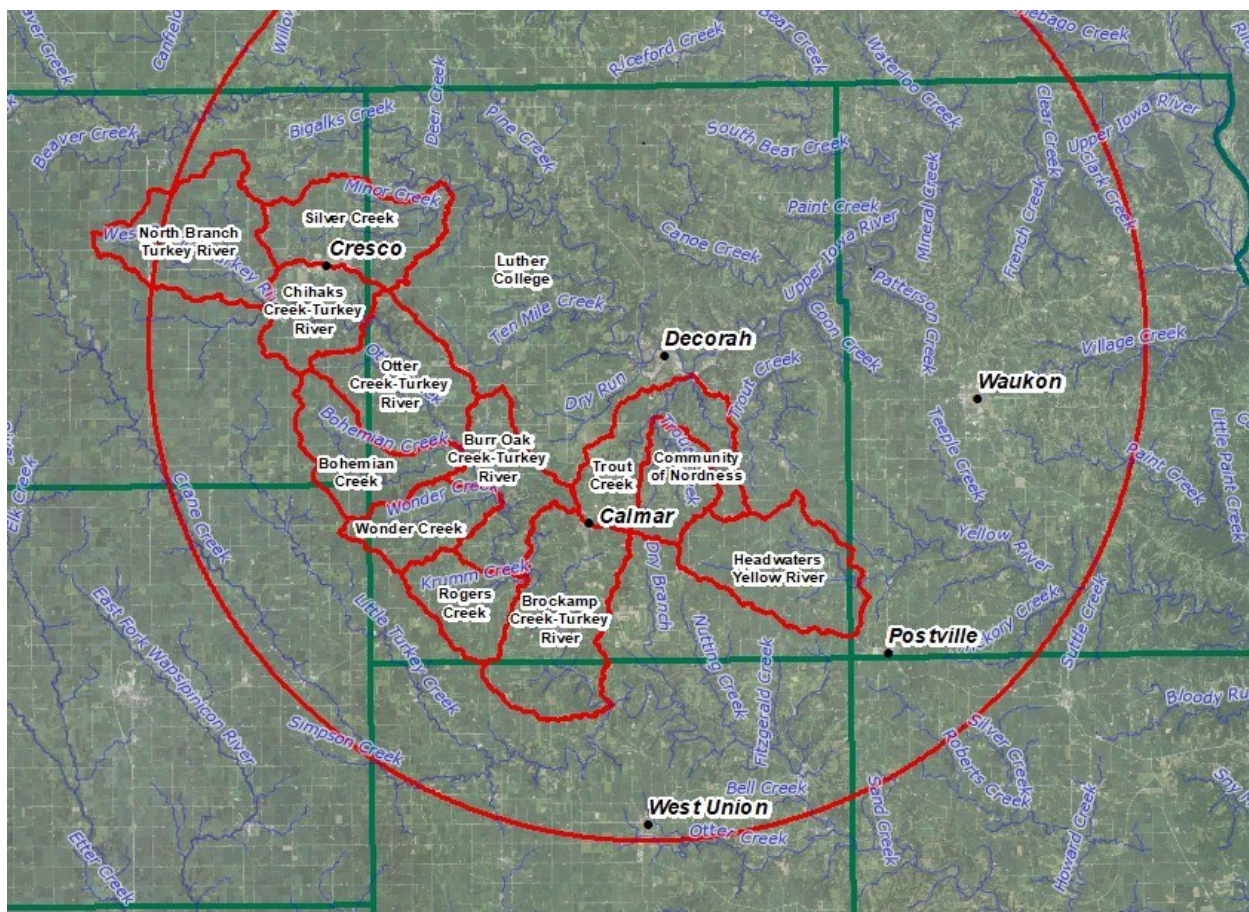 Beaver Creek
Canfield
Willow
Riceford Creek
Bear Creek
Waterloo Creek
Bear Creek
Clear Creek
Upper Iowa River
Bigalks Creek
Deer Creek
Pine Creek
South Bear Creek
Clark Creek
Minor Creek
Silver Creek
North Branch
Turkey River
Cresco
Paint Creek
Mineral Creek
French Creek
Canoe Creek
Upper Iowa River
Luther
College
Chihaks
Creek-Turkey
River
Ten Mile Creek
Patterson Creek
Coon Creek
Village Creek
Decorah
Otter
Creek-Turkey
River
Dry Run
Trout Creek
Waukon
Bohemian Creek
Burr Oak
Creek-Turkey
River
Community
of Nordness
Trout
Creek
Teeple Creek
Paint Creek
Little Paint Creek
Elk Creek
Crane Creek
Bohemian
Creek
Wonder Creek
Wonder Creek
Calmar
Yellow River
Headwaters
Yellow River
Dry Branch
Krumm Creek
Rogers
Creek
Brockamp
Creek-Turkey
River
Little Turkey Creek
East Fork Wapsipinicon River
Postville
Suttle Creek
Nutting Creek
Fitzgerald Creek
Bloody Ru
Simpson Creek
Silver Creek
Roberts Creek
Bell Creek
West Union
Otter Creek
Sand Creek
Howard Creek
Etter Creek